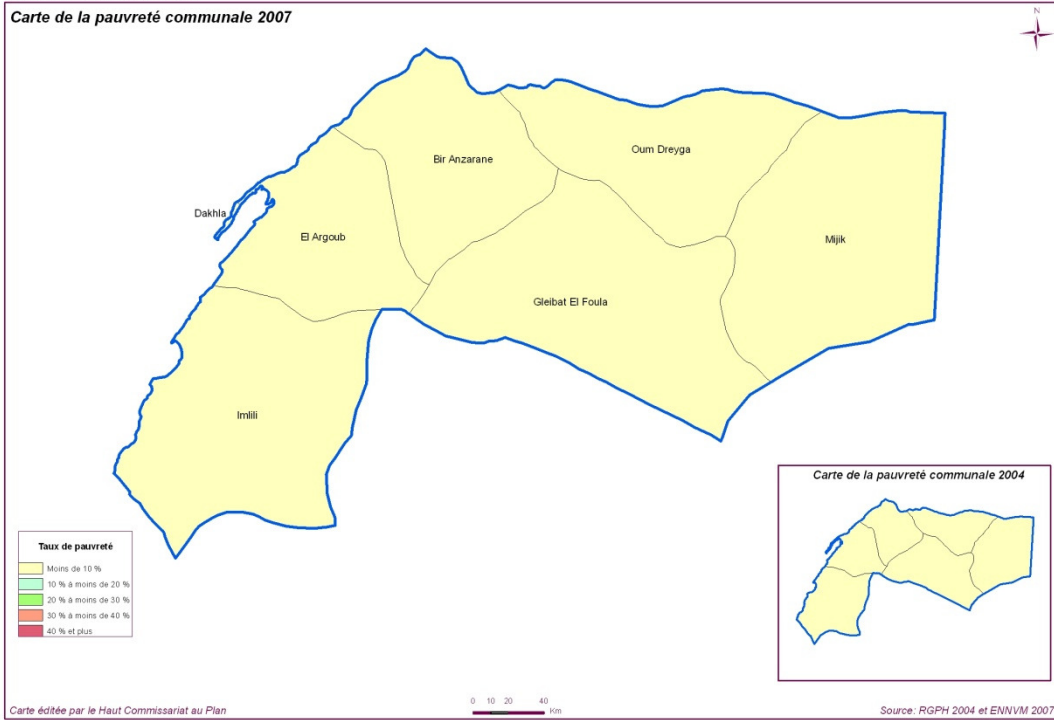 Carte de la pauvreté communale 2007
N
Bir Anzarane
Oum Dreyga
Dakhla
El Argoub
Mijik
Gleibat El Foula
Imlili
Taux de pauvreté
Moins de 10 %
10 % à moins de 20 %
20 % à moins de 30 %
30 % à moins de 40 %
40 % et plus
Carte de la pauvreté communale 2004
0 10 20 40
Km
Carte éditée par le Haut Commissariat au Plan
Source: RGPH 2004 et ENNVM 2007